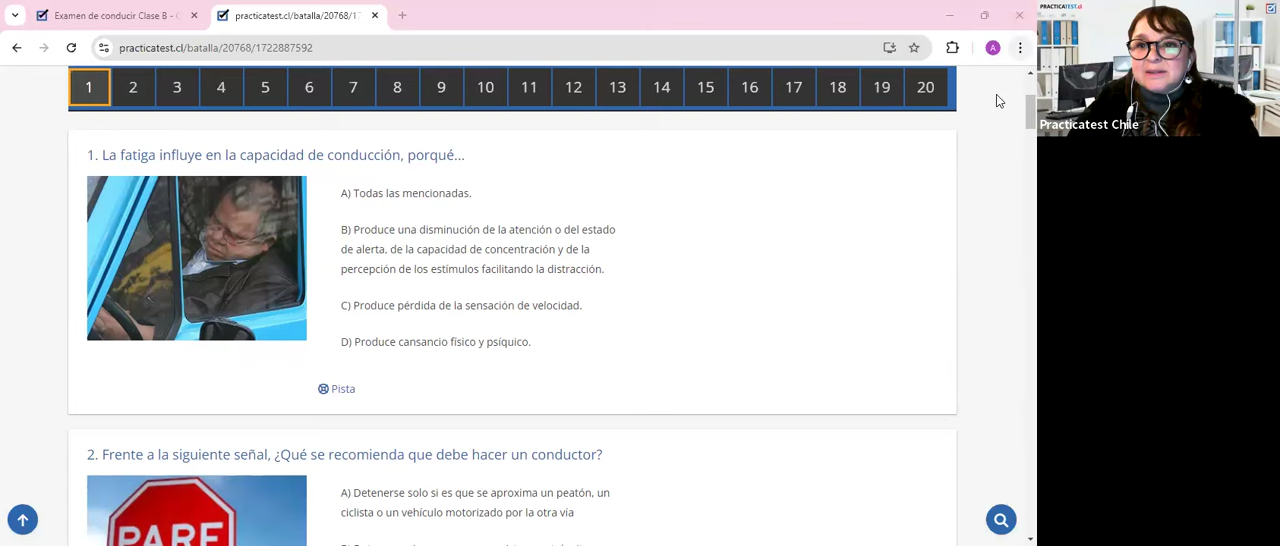 Examen de conducir Clase B - C
practicatest.cl/batalla/20768/17
practicatest.cl/batalla/20768/1722887592
A
PRACTICATEST.cl
Practicatest Chile
1 2 3 4 5 6 7 8 9 10 11 12 13 14 15 16 17 18 19 20
1. La fatiga influye en la capacidad de conducción, porqué...
A) Todas las mencionadas.
B) Produce una disminución de la atención o del estado
de alerta, de la capacidad de concentración y de la
percepción de los estímulos facilitando la distracción.
C) Produce pérdida de la sensación de velocidad.
D) Produce cansancio físico y psíquico.
Pista
2. Frente a la siguiente señal, ¿Qué se recomienda que debe hacer un conductor?
PARE
A) Detenerse solo si es que se aproxima un peatón, un
ciclista o un vehículo motorizado por la otra vía